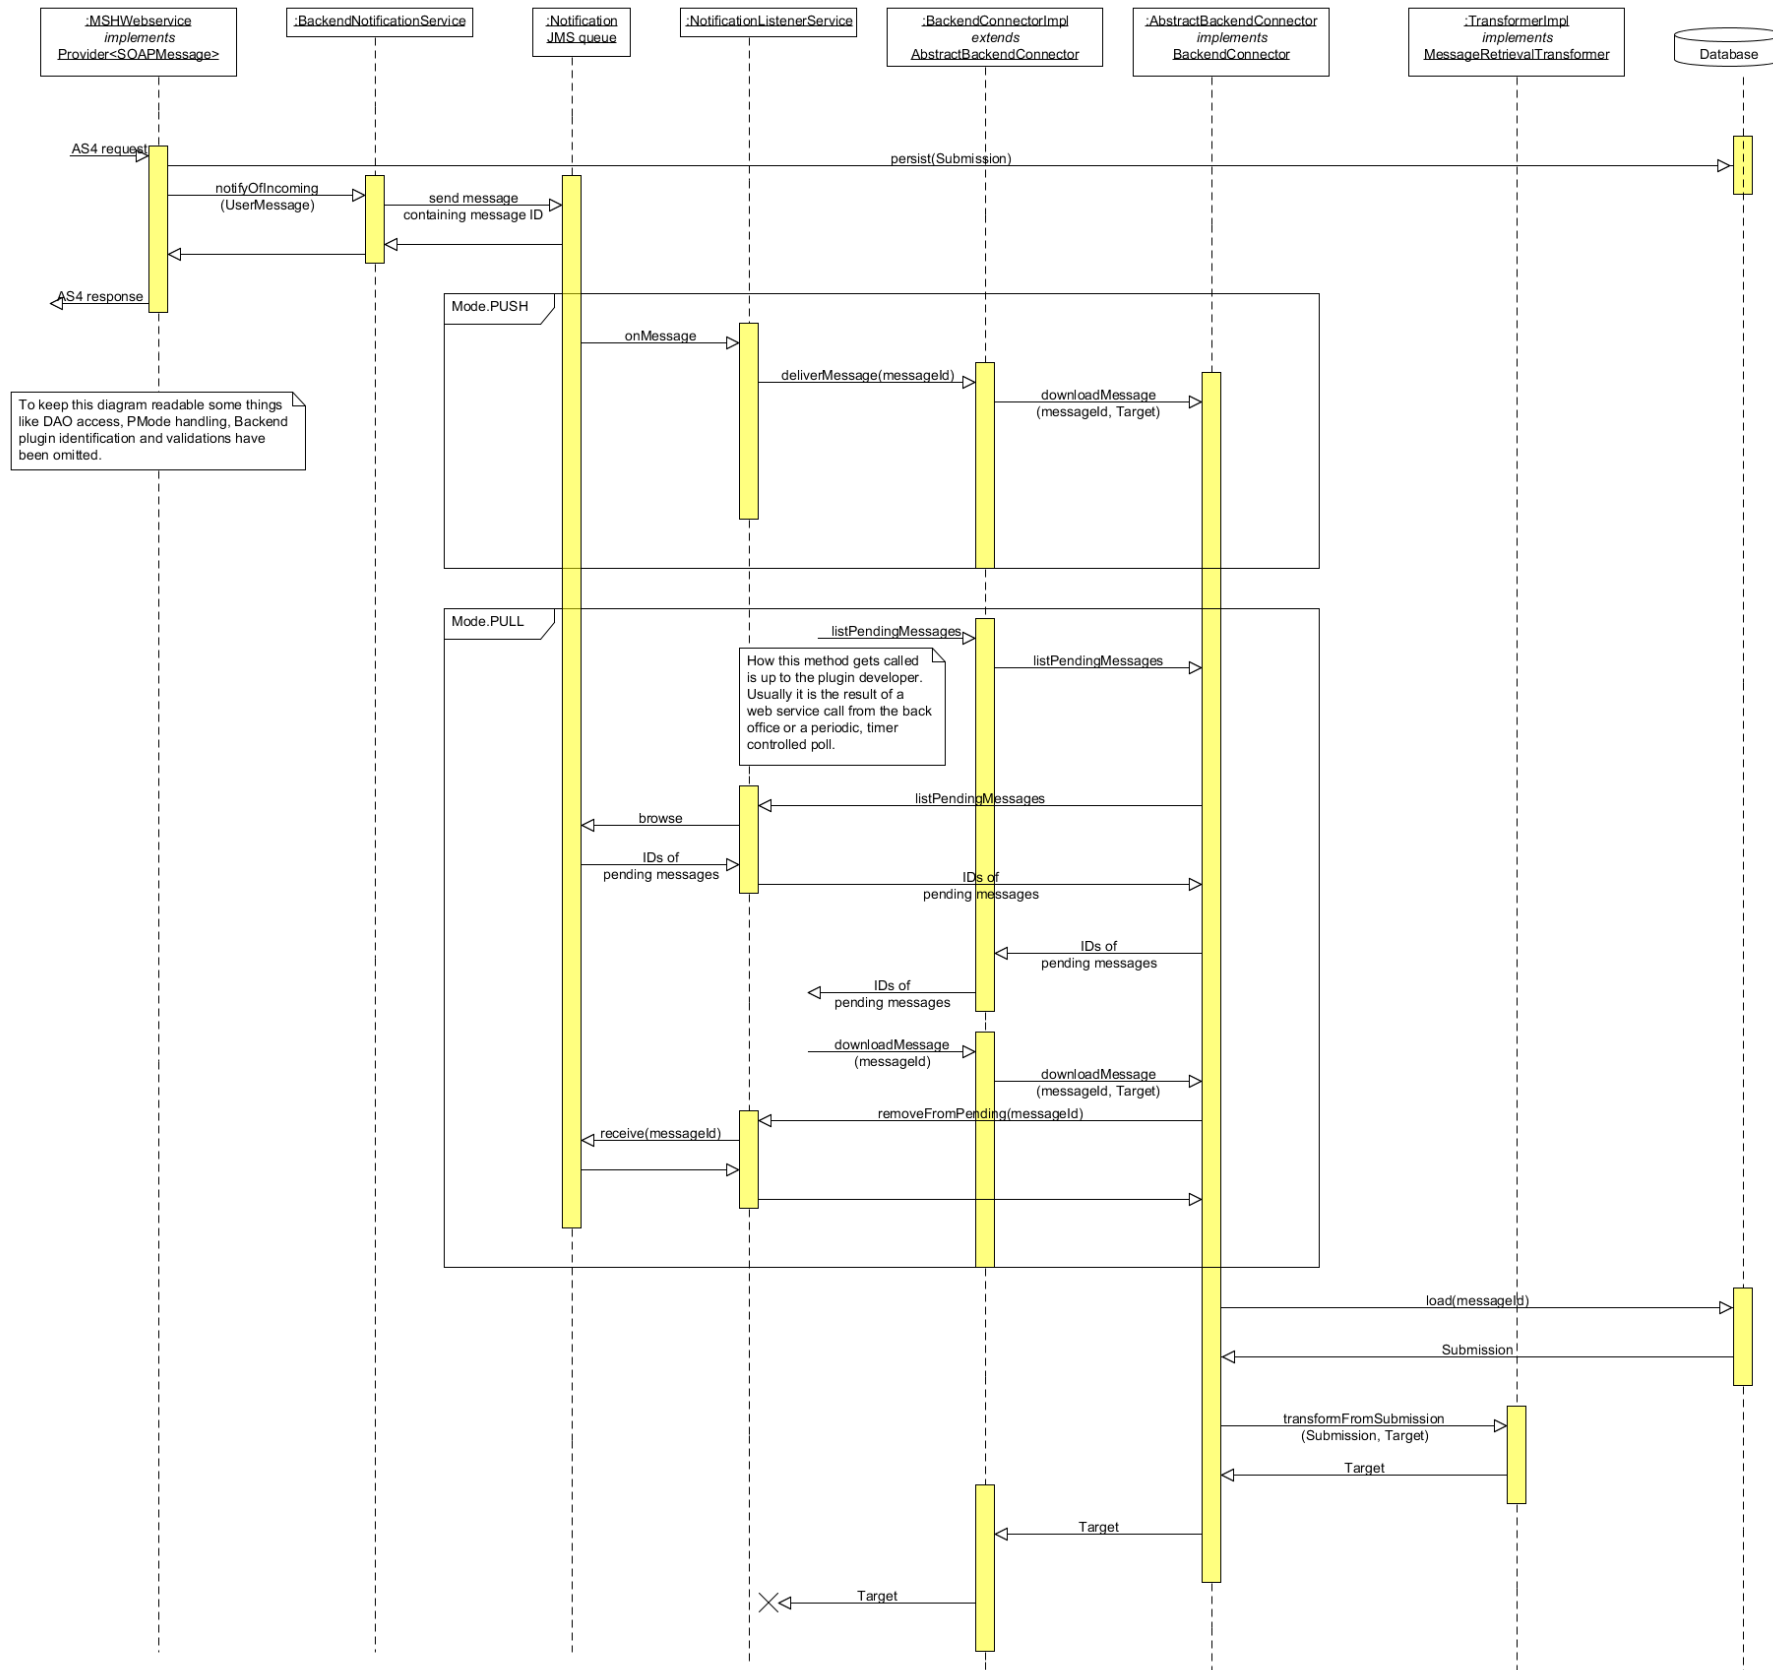 :MSHWebservice
implements
Provider<SOAPMessage>
:BackendNotificationService
:Notification
JMS queue
:NotificationListenerService
:BackendConnectorImpl
extends
AbstractBackendConnector
:AbstractBackendConnector
implements
BackendConnector
:TransformerImpl
implements
MessageRetrievalTransformer
Database
AS4 request
persist(Submission)
notifyOfIncoming
(UserMessage)
send message
containing message ID
AS4 response
Mode.PUSH
onMessage
deliverMessage(messageId)
downloadMessage
(messageId, Target)
To keep this diagram readable some things
like DAO access, PMode handling, Backend
plugin identification and validations have
been omitted.
Mode.PULL
listPendingMessages
How this method gets called
is up to the plugin developer.
Usually it is the result of a
web service call from the back
office or a periodic, timer
controlled poll.
listPendingMessages
listPendingMessages
browse
IDs of
pending messages
IDs of
pending messages
IDs of
pending messages
IDs of
pending messages
downloadMessage
(messageId)
downloadMessage
(messageId, Target)
removeFromPending(messageId)
receive(messageId)
load(messageId)
Submission
transformFromSubmission
(Submission, Target)
Target
Target
Target